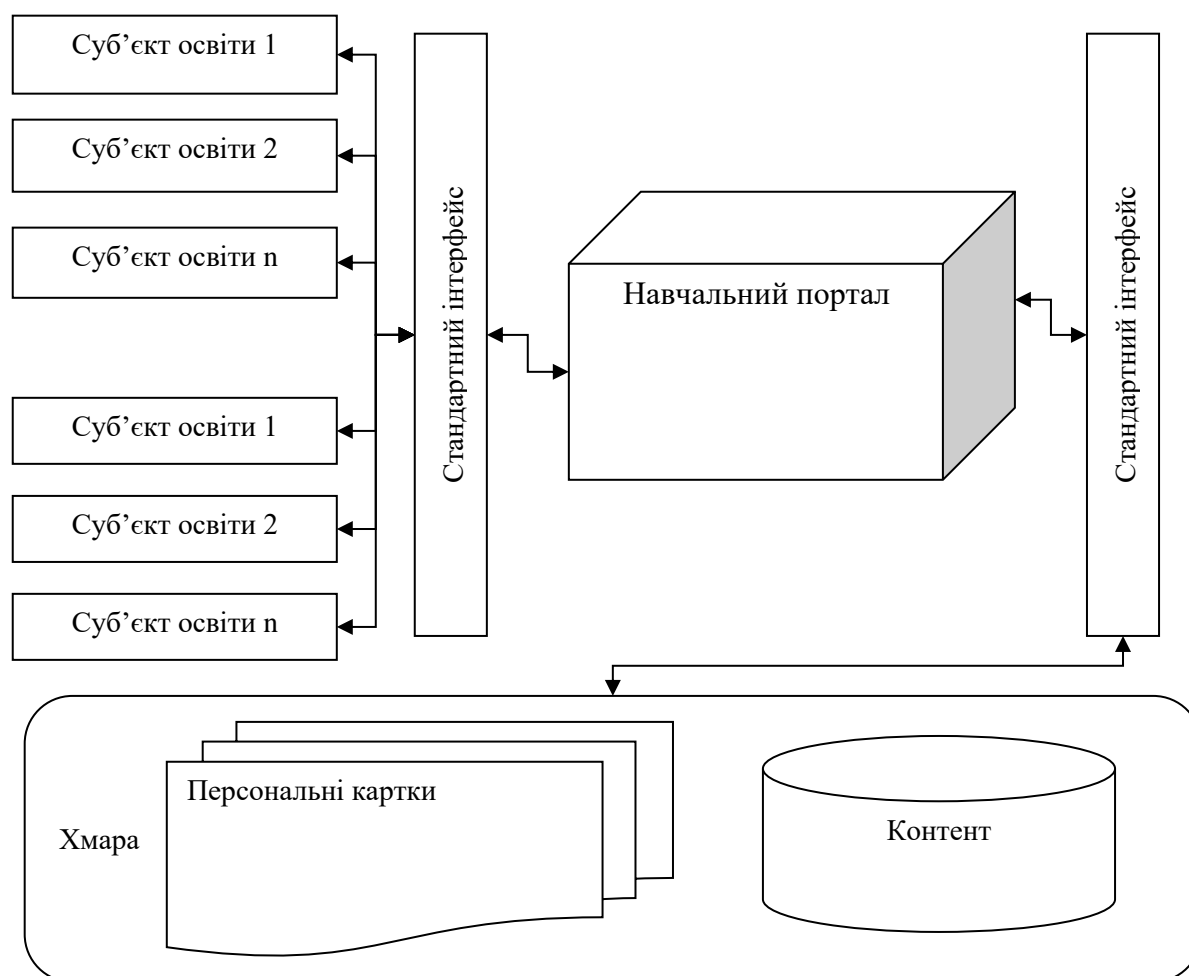 Суб’єкт освіти 1
Суб’єкт освіти 2
Суб’єкт освіти n
Суб’єкт освіти 1
Суб’єкт освіти 2
Суб’єкт освіти n
Стандартний інтерфейс
Навчальний портал
Стандартний інтерфейс
Хмара
Персональні картки
Контент